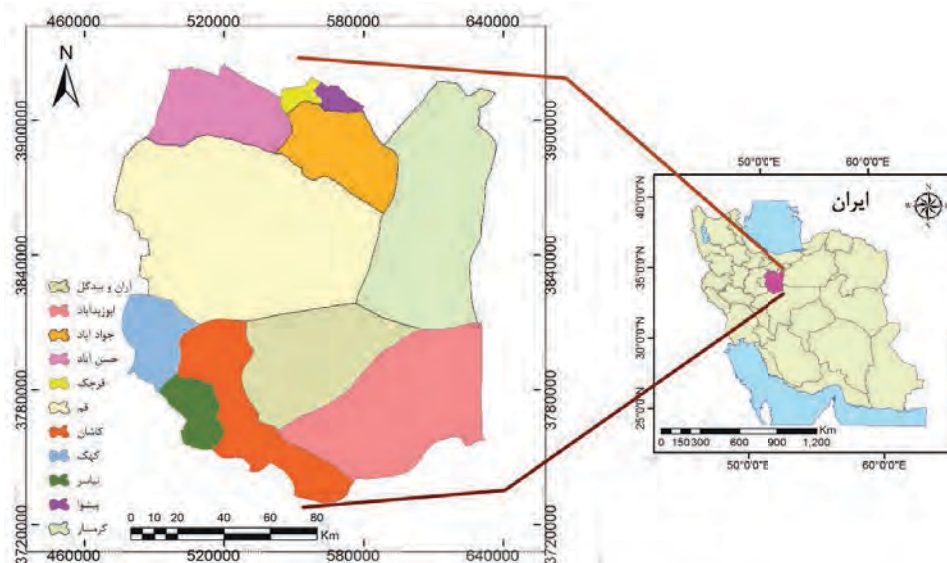 460000 520000 5800000 640000
N
3900000 3840000 3780000 3720000
آران و بیدگل
ابوزیدآباد
جواد آباد
حسن آباد
قرچک
قم
کاشان
کهک
نیاسر
پیشوا
گرمسار
0 10 20 40 60 80
Km
3900000 3840000 3780000 3720000
460000 520000 5800000 640000
50°0'0"E 60°0'0"E
ایران
40°0'0"N 35°0'0"N 30°0'0"N 25°0'0"N
Km
0 150 300 600 900 1,200
50°0'0"E 60°0'0"E